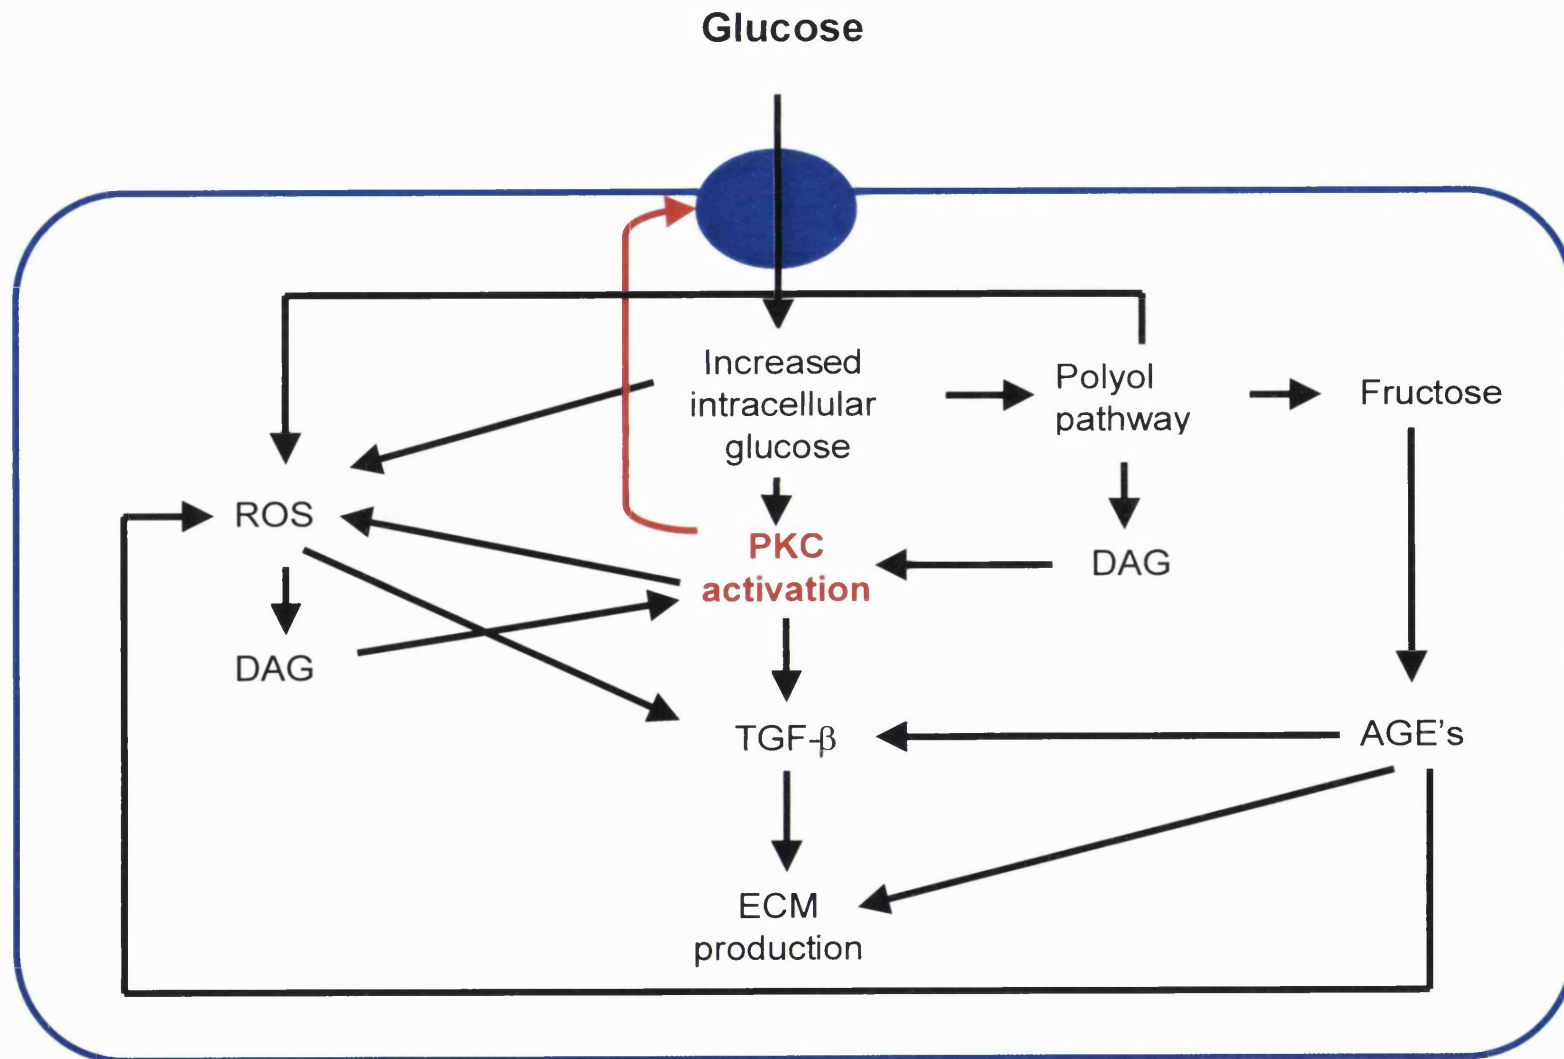 Glucose
Increased
intracellular
glucose
Polyol
pathway
Fructose
ROS
PKC
activation
DAG
DAG
TGF-β
AGE's
ECM
production